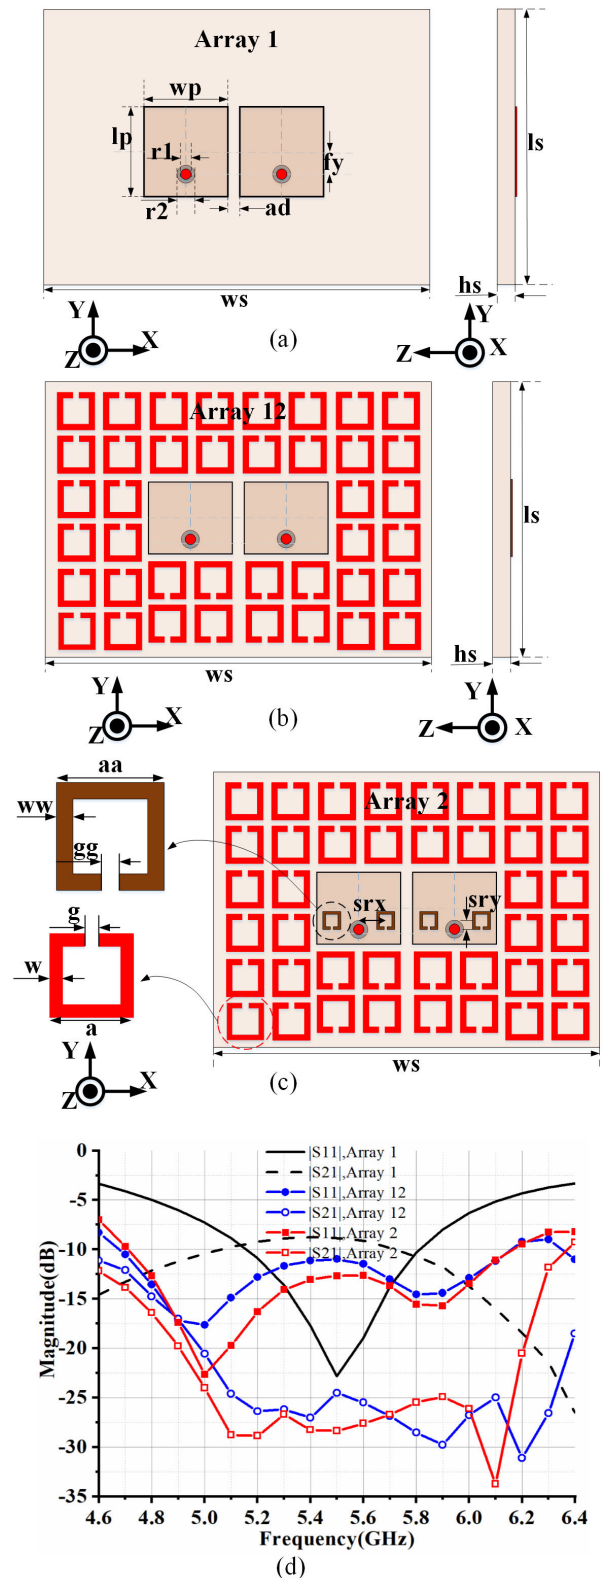 Array 1
wp
lp
r1
fy
ls
r2
ad
ws
hs
Y
X
Z
(a)
Y
X
Z
Array 12
ls
ws
hs
Y
X
Z
(b)
Y
X
Z
aa
ww
gg
g
w
a
Y
X
Z
Array 2
srx
sry
ws
(c)
|S11|,Array 1
|S21|,Array 1
|S11|,Array 12
|S21|,Array 12
|S11|,Array 2
|S21|,Array 2
Magnitude(dB)
0
-5
-10
-15
-20
-25
-30
-35
4.6 4.8 5.0 5.2 5.4 5.6 5.8 6.0 6.2 6.4
Frequency(GHz)
(d)